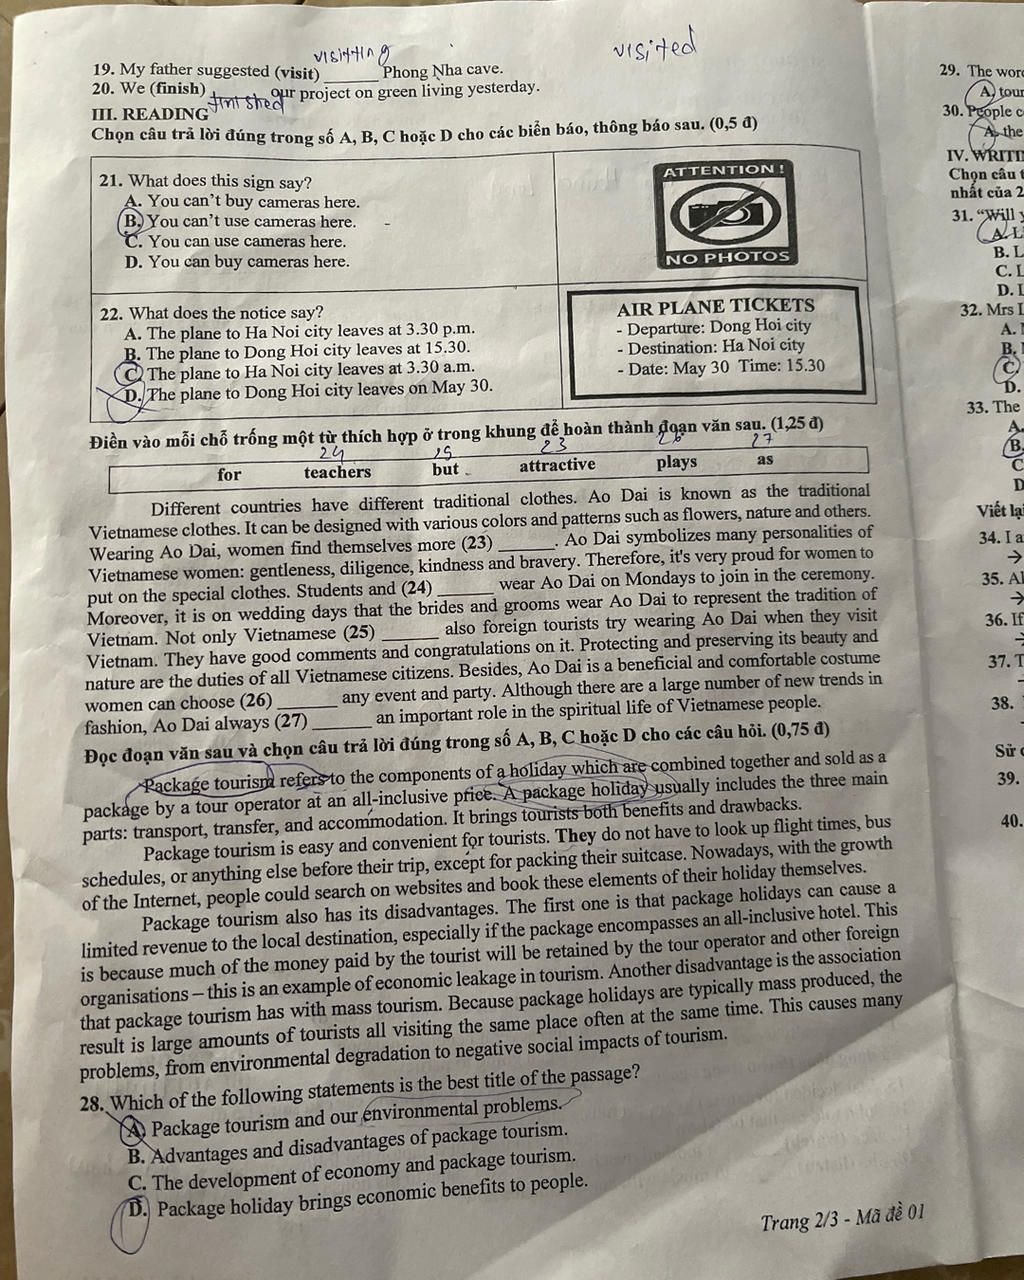 visitting
visited
19. My father suggested (visit) ______ Phong Nha cave.
20. We (finish) ______ our project on green living yesterday.
finished
III. READING
Chọn câu trả lời đúng trong số A, B, C hoặc D cho các biển báo, thông báo sau. (0,5 đ)
21. What does this sign say?
A. You can't buy cameras here.
B. You can't use cameras here.
C. You can use cameras here.
D. You can buy cameras here.
ATTENTION !
NO PHOTOS
22. What does the notice say?
A. The plane to Ha Noi city leaves at 3.30 p.m.
B. The plane to Dong Hoi city leaves at 15.30.
C. The plane to Ha Noi city leaves at 3.30 a.m.
D. The plane to Dong Hoi city leaves on May 30.
AIR PLANE TICKETS
- Departure: Dong Hoi city
- Destination: Ha Noi city
- Date: May 30 Time: 15.30
Điền vào mỗi chỗ trống một từ thích hợp ở trong khung để hoàn thành đoạn văn sau. (1,25 đ)
24 25 23 26 27
for teachers but attractive plays as
Different countries have different traditional clothes. Ao Dai is known as the traditional
Vietnamese clothes. It can be designed with various colors and patterns such as flowers, nature and others.
Wearing Ao Dai, women find themselves more (23) ______. Ao Dai symbolizes many personalities of
Vietnamese women: gentleness, diligence, kindness and bravery. Therefore, it's very proud for women to
put on the special clothes. Students and (24) ______ wear Ao Dai on Mondays to join in the ceremony.
Moreover, it is on wedding days that the brides and grooms wear Ao Dai to represent the tradition of
Vietnam. Not only Vietnamese (25) ______ also foreign tourists try wearing Ao Dai when they visit
Vietnam. They have good comments and congratulations on it. Protecting and preserving its beauty and
nature are the duties of all Vietnamese citizens. Besides, Ao Dai is a beneficial and comfortable costume
women can choose (26) ______ any event and party. Although there are a large number of new trends in
fashion, Ao Dai always (27) ______ an important role in the spiritual life of Vietnamese people.
Đọc đoạn văn sau và chọn câu trả lời đúng trong số A, B, C hoặc D cho các câu hỏi. (0,75 đ)
Package tourism refers to the components of a holiday which are combined together and sold as a
package by a tour operator at an all-inclusive price. A package holiday usually includes the three main
parts: transport, transfer, and accommodation. It brings tourists both benefits and drawbacks.
Package tourism is easy and convenient for tourists. They do not have to look up flight times, bus
schedules, or anything else before their trip, except for packing their suitcase. Nowadays, with the growth
of the Internet, people could search on websites and book these elements of their holiday themselves.
Package tourism also has its disadvantages. The first one is that package holidays can cause a
limited revenue to the local destination, especially if the package encompasses an all-inclusive hotel. This
is because much of the money paid by the tourist will be retained by the tour operator and other foreign
organisations – this is an example of economic leakage in tourism. Another disadvantage is the association
that package tourism has with mass tourism. Because package holidays are typically mass produced, the
result is large amounts of tourists all visiting the same place often at the same time. This causes many
problems, from environmental degradation to negative social impacts of tourism.
28. Which of the following statements is the best title of the passage?
A. Package tourism and our environmental problems.
B. Advantages and disadvantages of package tourism.
C. The development of economy and package tourism.
D. Package holiday brings economic benefits to people.
Trang 2/3 - Mã đề 01
29. The
A.
30. People
A. the
IV.
Chọn câu
nhất của 2
31. "Will
A.
B.
C.
D.
32. Mrs
A.
B.
C.
D.
33. The
A.
B.
C
D
Viết lại
34. I
→
35.
→
36. If
37.
38.
39.
40.